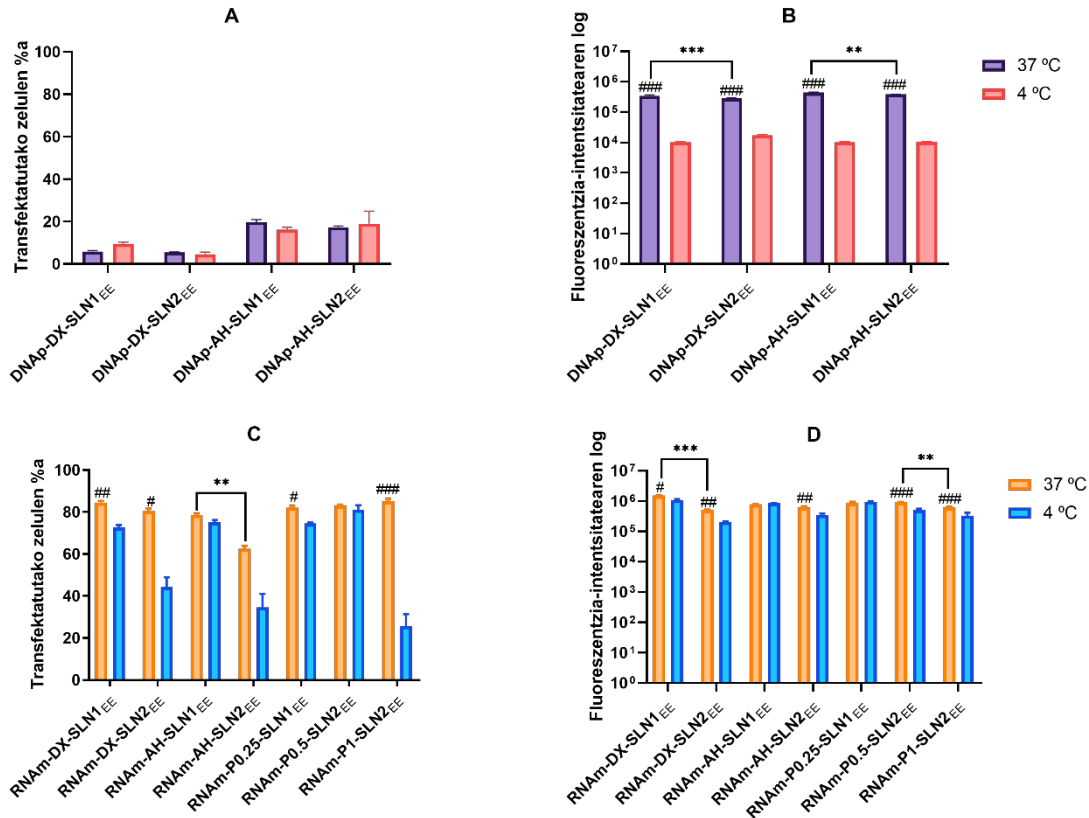 A
Transfektatutako zelulen %a
100
80
60
40
20
0
DNAp-DX-SLN1EE
DNAp-DX-SLN2EE
DNAp-AH-SLN1EE
DNAp-AH-SLN2EE
B
Fluoreszentzia-intentsitatearen log
10⁷
10⁶
10⁵
10⁴
10³
10²
10¹
10⁰
***
**
###
###
###
###
DNAp-DX-SLN1EE
DNAp-DX-SLN2EE
DNAp-AH-SLN1EE
DNAp-AH-SLN2EE
37 ºC
4 ºC
C
Transfektatutako zelulen %a
100
80
60
40
20
0
##
#
**
#
###
RNAm-DX-SLN1EE
RNAm-DX-SLN2EE
RNAm-AH-SLN1EE
RNAm-AH-SLN2EE
RNAm-P0.25-SLN1EE
RNAm-P0.5-SLN2EE
RNAm-P1-SLN2EE
D
Fluoreszentzia-intentsitatearen log
10⁷
10⁶
10⁵
10⁴
10³
10²
10¹
10⁰
***
**
#
##
##
###
###
RNAm-DX-SLN1EE
RNAm-DX-SLN2EE
RNAm-AH-SLN1EE
RNAm-AH-SLN2EE
RNAm-P0.25-SLN1EE
RNAm-P0.5-SLN2EE
RNAm-P1-SLN2EE
37 ºC
4 ºC